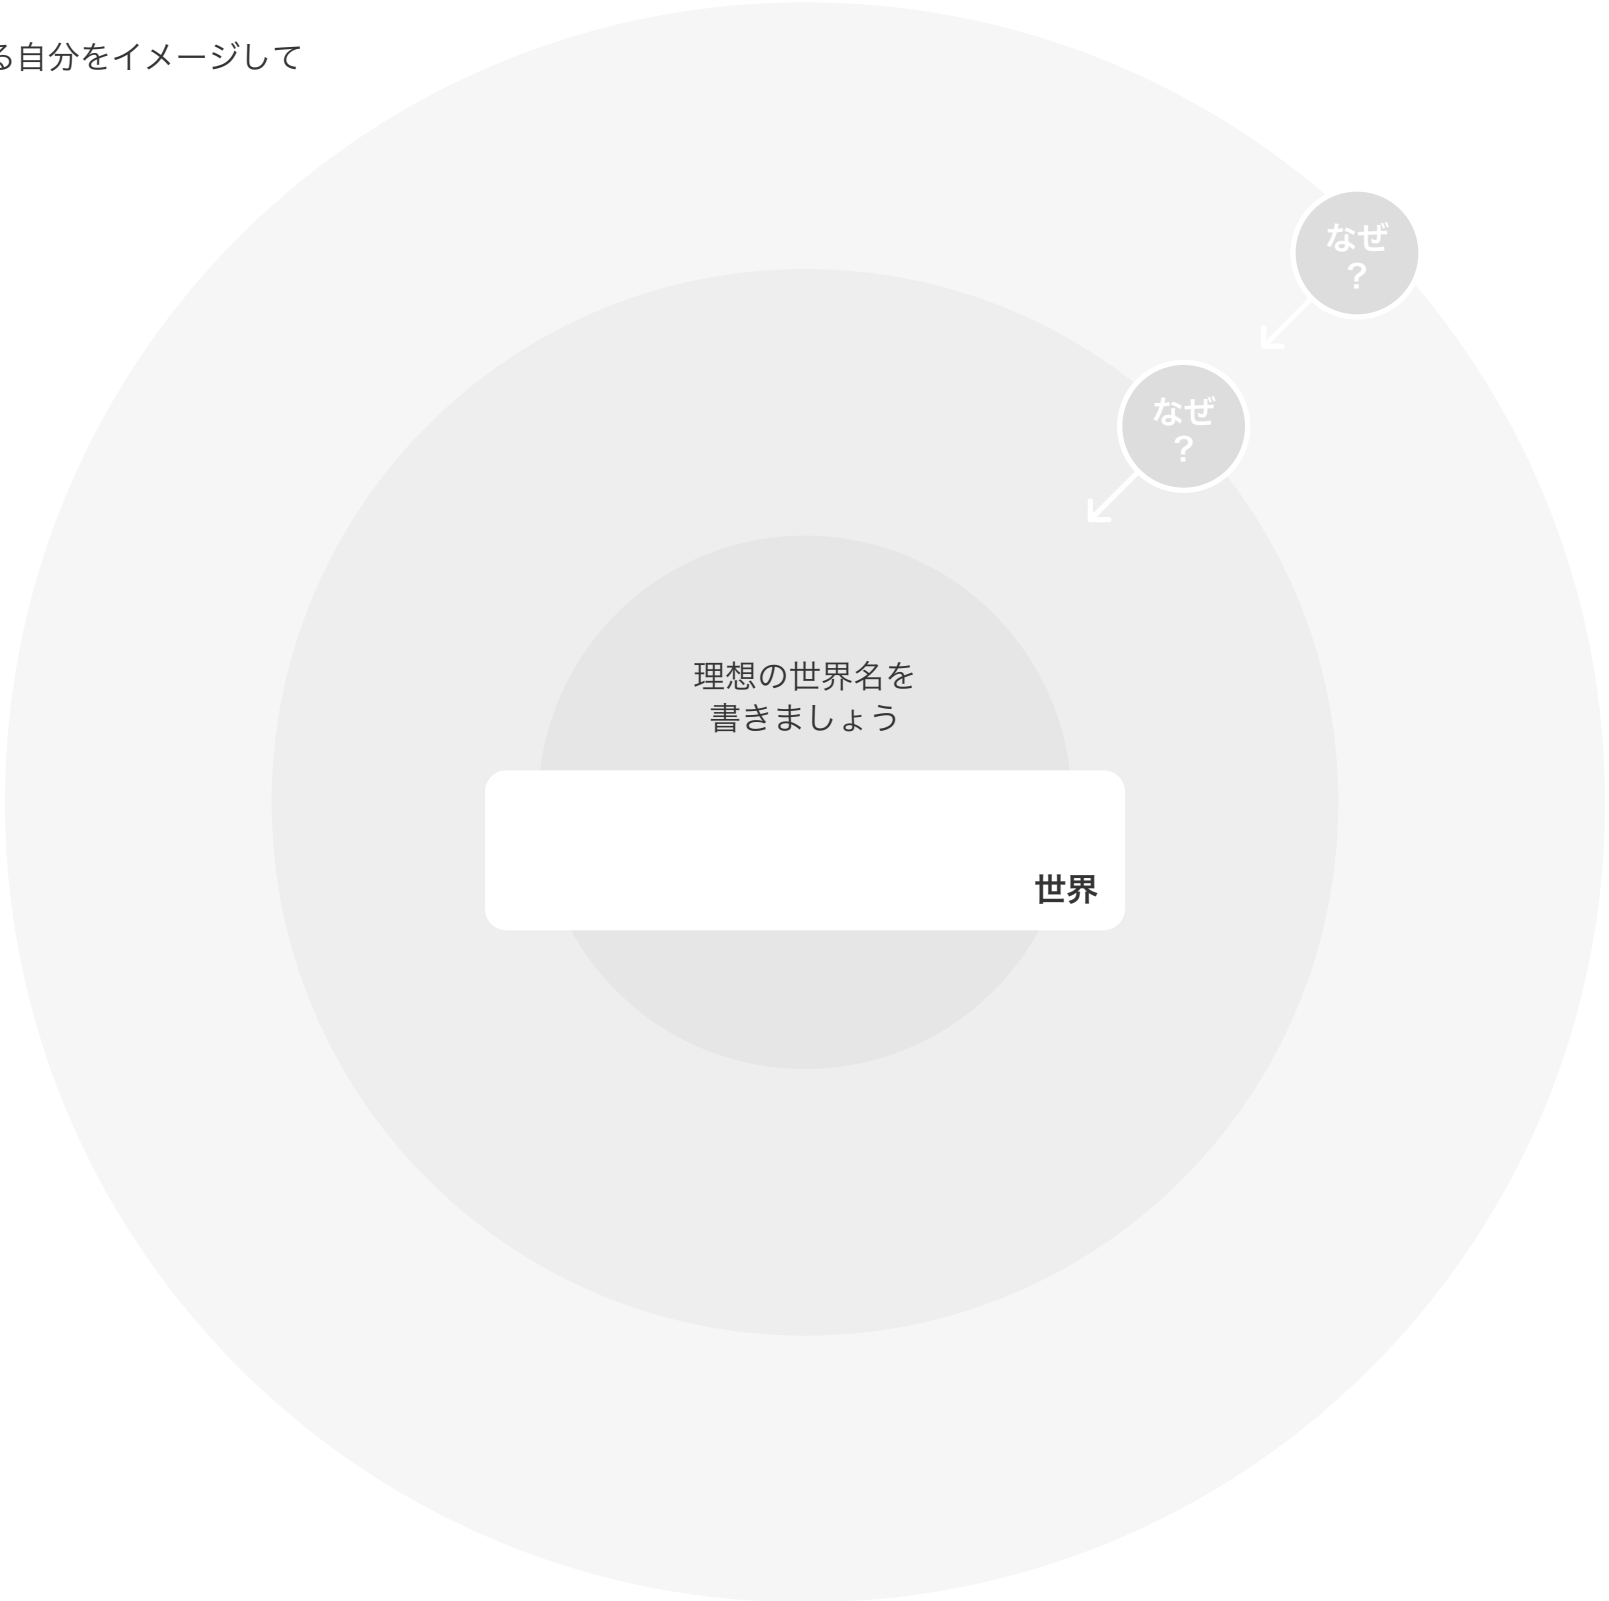 る自分をイメージして
なぜ
?
なぜ
?
理想の世界名を
書きましょう
世界